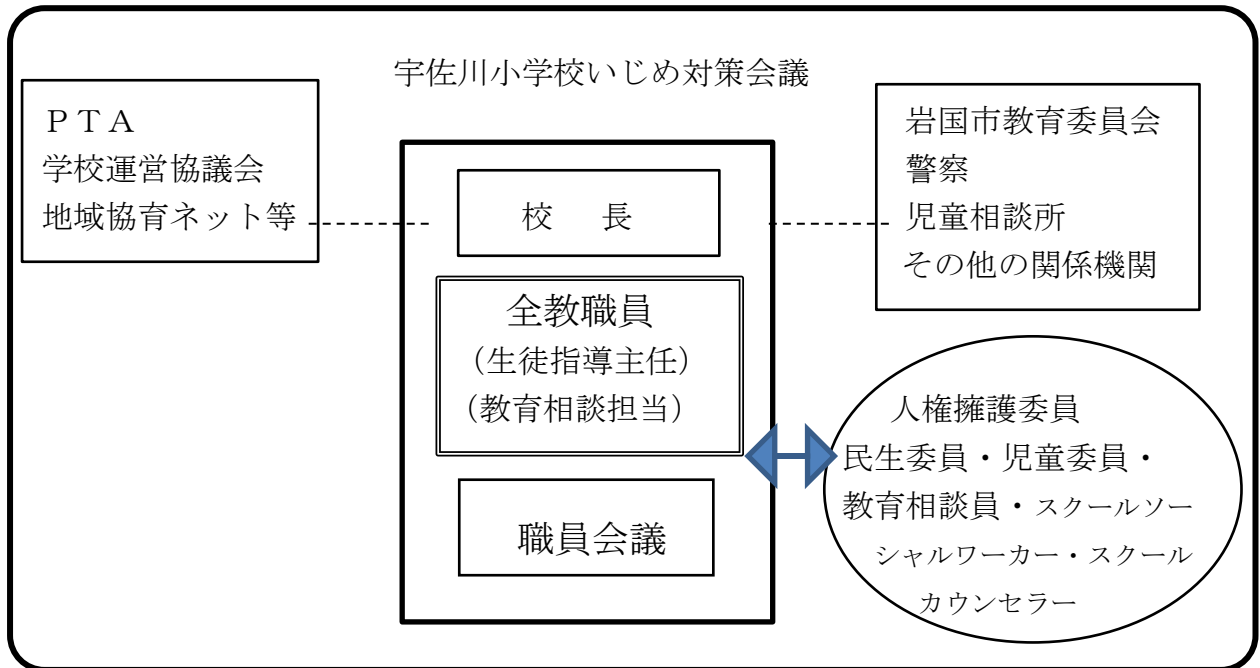 宇佐川小学校いじめ対策会議
ＰＴＡ
学校運営協議会
地域協育ネット等
校　長
全教職員
（生徒指導主任）
（教育相談担当）
職員会議
岩国市教育委員会
警察
児童相談所
その他の関係機関
人権擁護委員
民生委員・児童委員・
教育相談員・スクールソー
シャルワーカー・スクール
カウンセラー